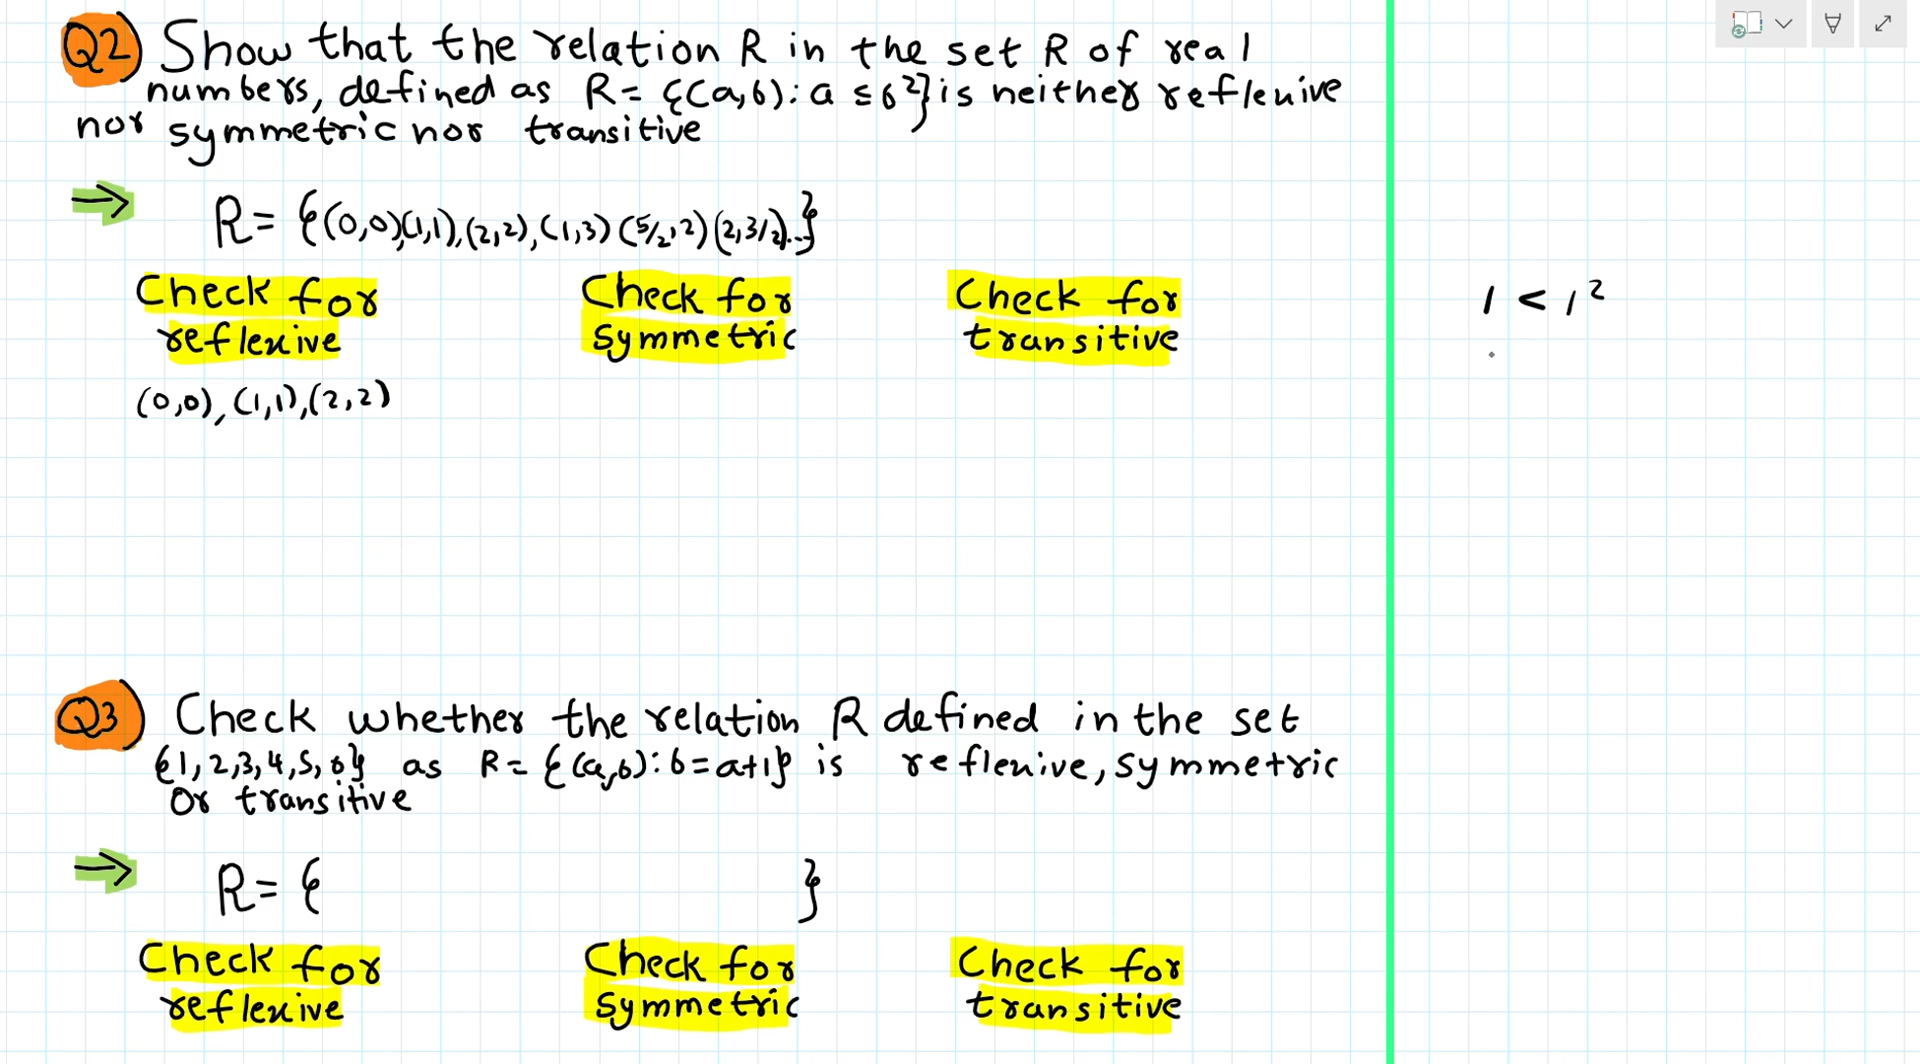 Q2) Show that the relation R in the set R of real
numbers, defined as R= {(a,b): a ≤ b²} is neither reflexive
nor symmetric nor transitive
⇒ R= {(0,0),(1,1),(2,2),(1,3)(5/2,2)(2,3/2)...}
Check for reflexive
Check for symmetric
Check for transitive
1 < 1²
(0,0),(1,1),(2,2)
Q3) Check whether the relation R defined in the set
{1,2,3,4,5,6} as R= {(a,b): b=a+1} is reflexive, symmetric
Or transitive
⇒ R= { }
Check for reflexive
Check for symmetric
Check for transitive